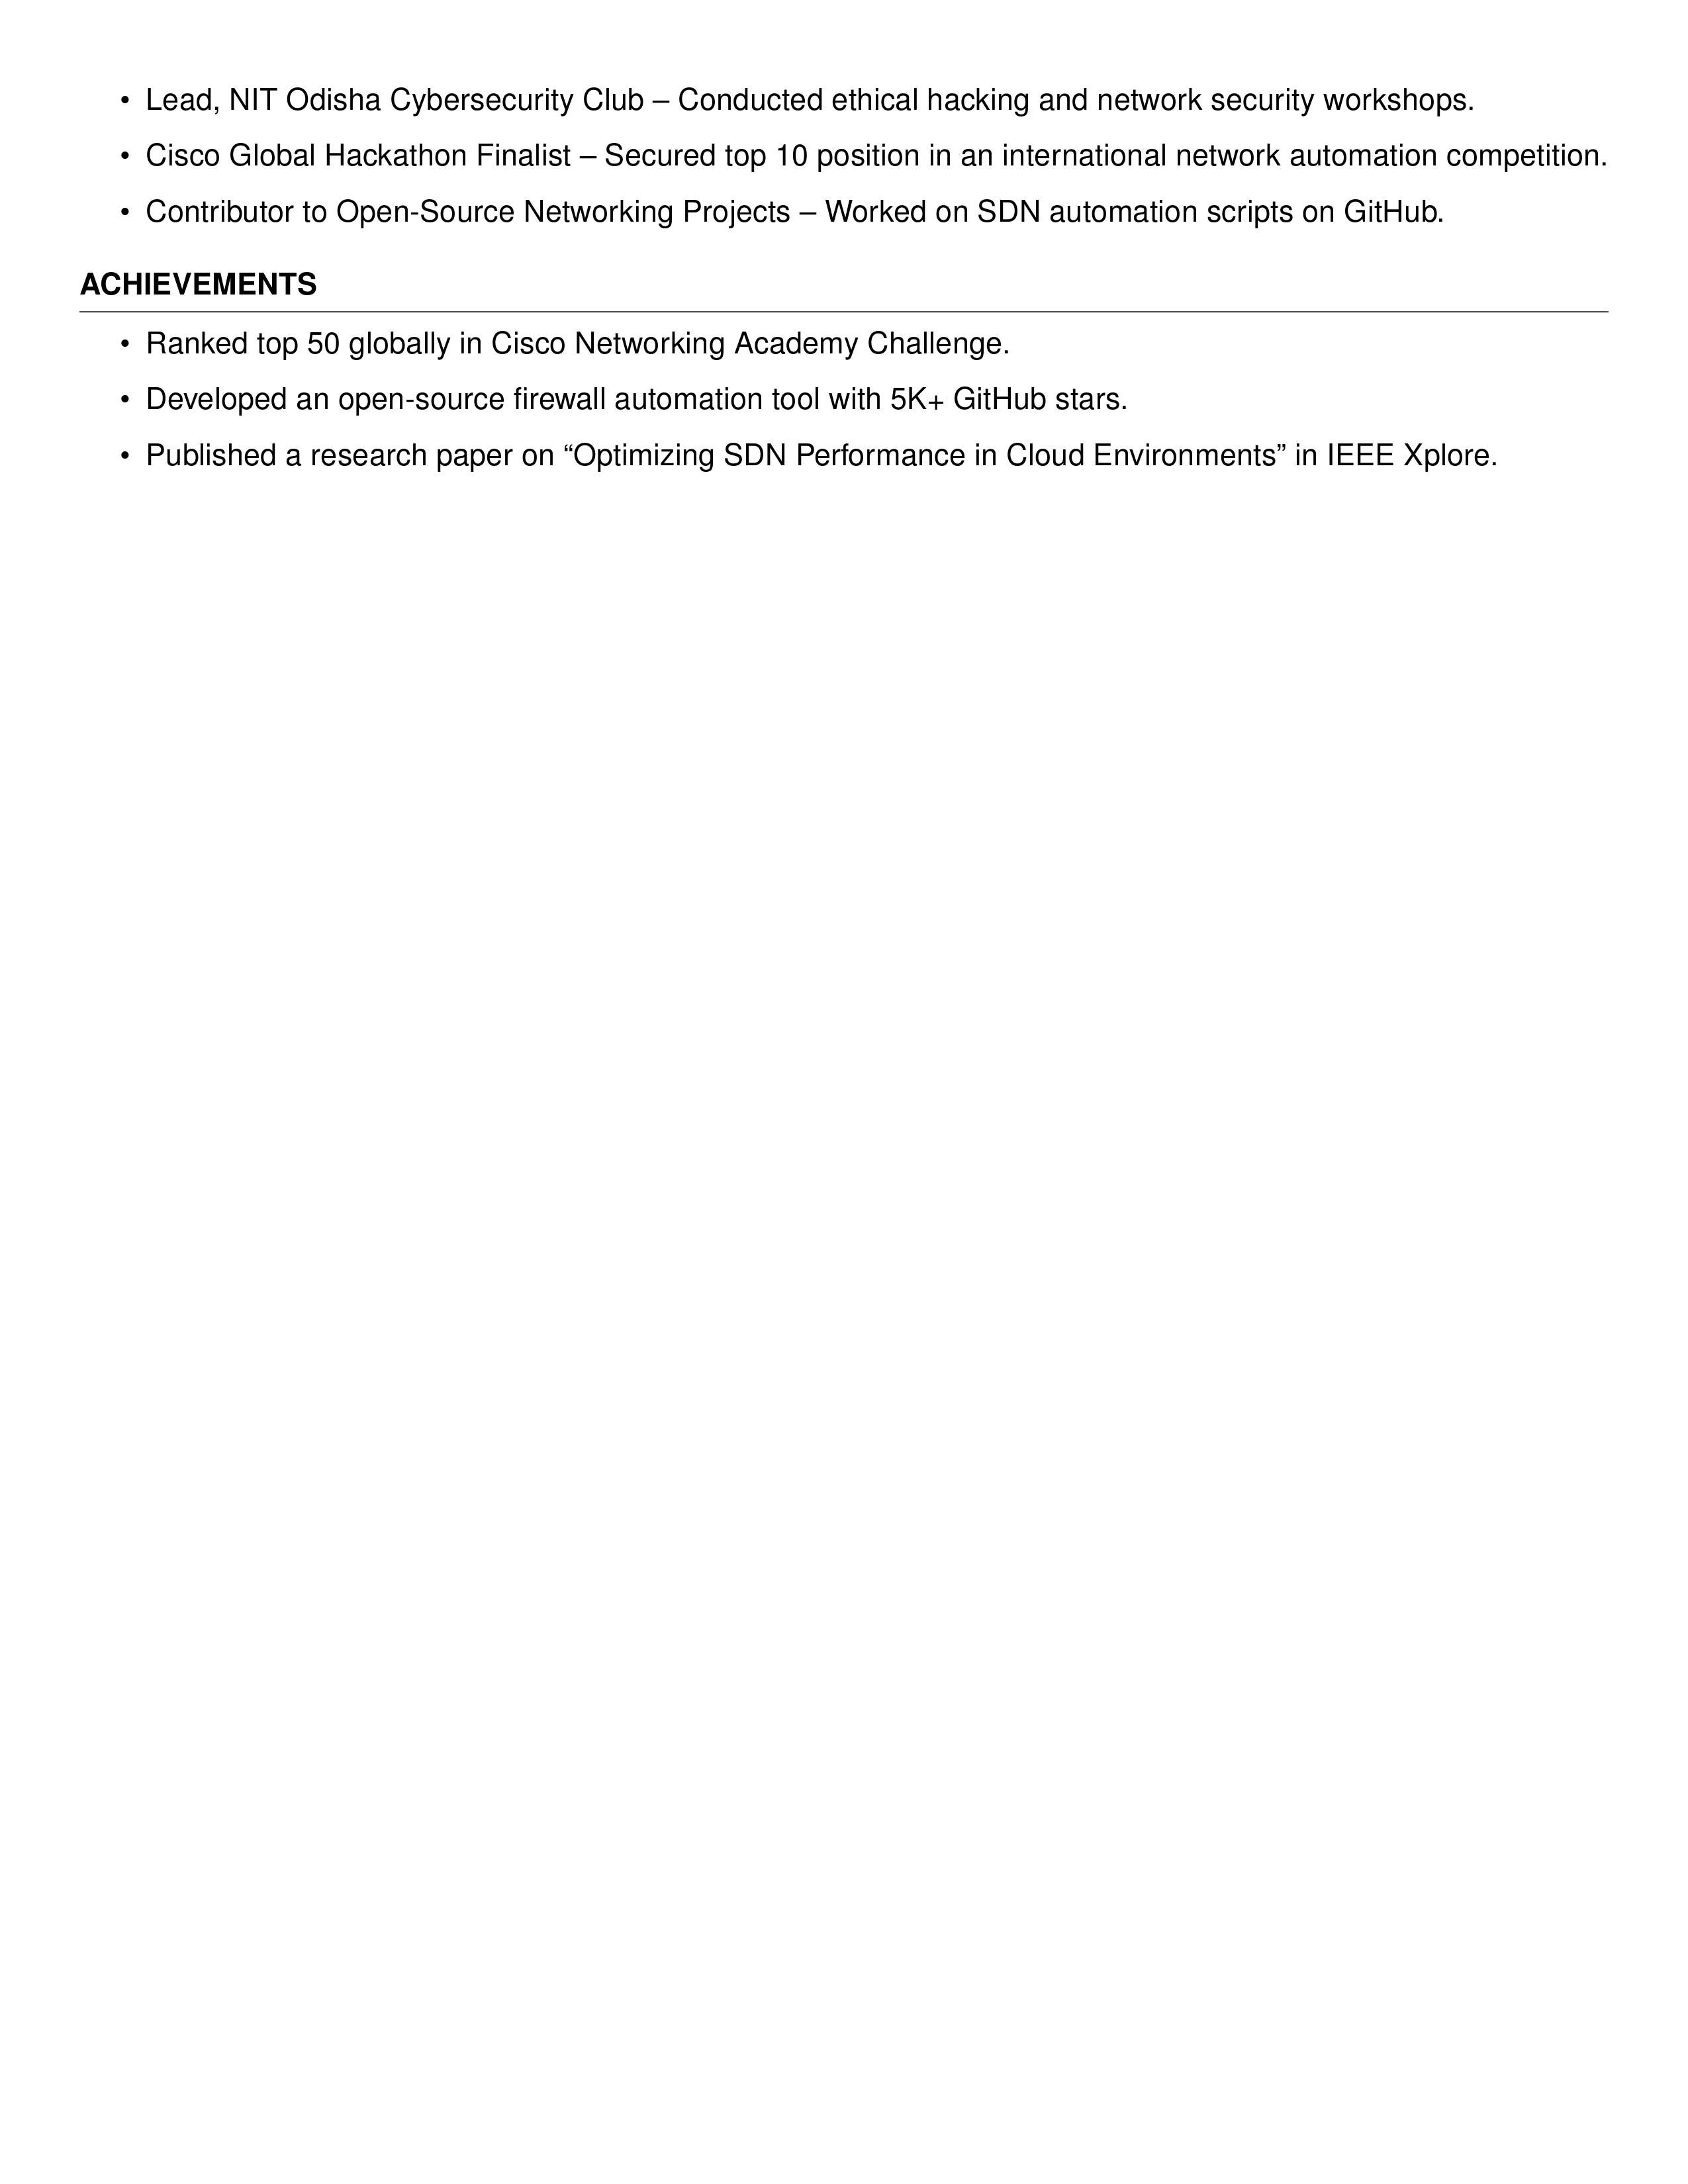 • Lead, NIT Odisha Cybersecurity Club – Conducted ethical hacking and network security workshops.
• Cisco Global Hackathon Finalist – Secured top 10 position in an international network automation competition.
• Contributor to Open-Source Networking Projects – Worked on SDN automation scripts on GitHub.
ACHIEVEMENTS
• Ranked top 50 globally in Cisco Networking Academy Challenge.
• Developed an open-source firewall automation tool with 5K+ GitHub stars.
• Published a research paper on “Optimizing SDN Performance in Cloud Environments” in IEEE Xplore.